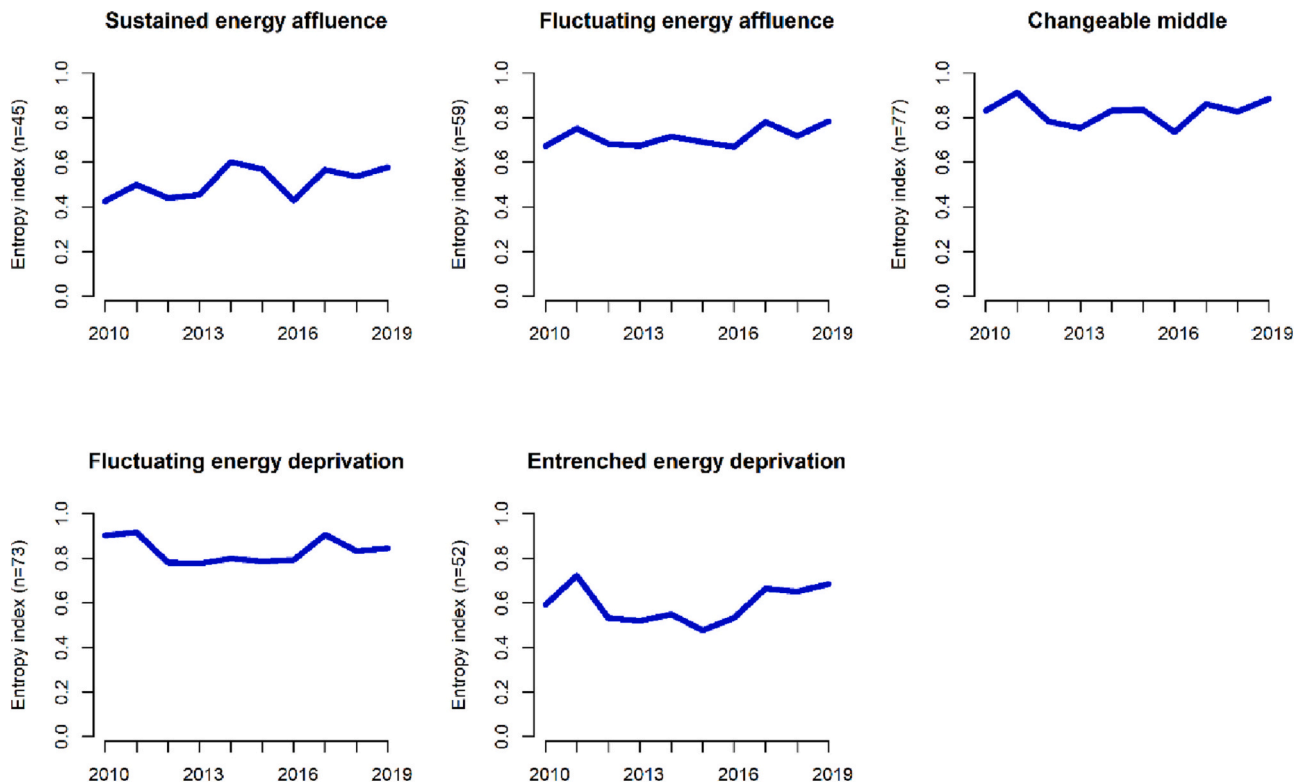 Sustained energy affluence
Entropy index (n=45)
1.0
0.8
0.6
0.4
0.2
0.0
2010 2013 2016 2019
Fluctuating energy affluence
Entropy index (n=59)
1.0
0.8
0.6
0.4
0.2
0.0
2010 2013 2016 2019
Changeable middle
Entropy index (n=77)
1.0
0.8
0.6
0.4
0.2
0.0
2010 2013 2016 2019
Fluctuating energy deprivation
Entropy index (n=73)
1.0
0.8
0.6
0.4
0.2
0.0
2010 2013 2016 2019
Entrenched energy deprivation
Entropy index (n=52)
1.0
0.8
0.6
0.4
0.2
0.0
2010 2013 2016 2019